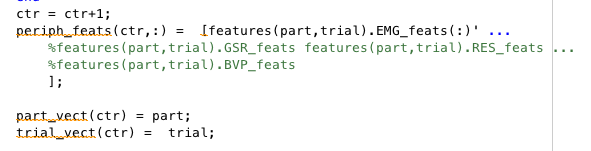 ctr = ctr+1;
periph_feats(ctr,:) =  [features(part,trial).EMG_feats(:)' ...
    %features(part,trial).GSR_feats features(part,trial).RES_feats ...
    %features(part,trial).BVP_feats
    ];
part_vect(ctr) = part;
trial_vect(ctr) =  trial;